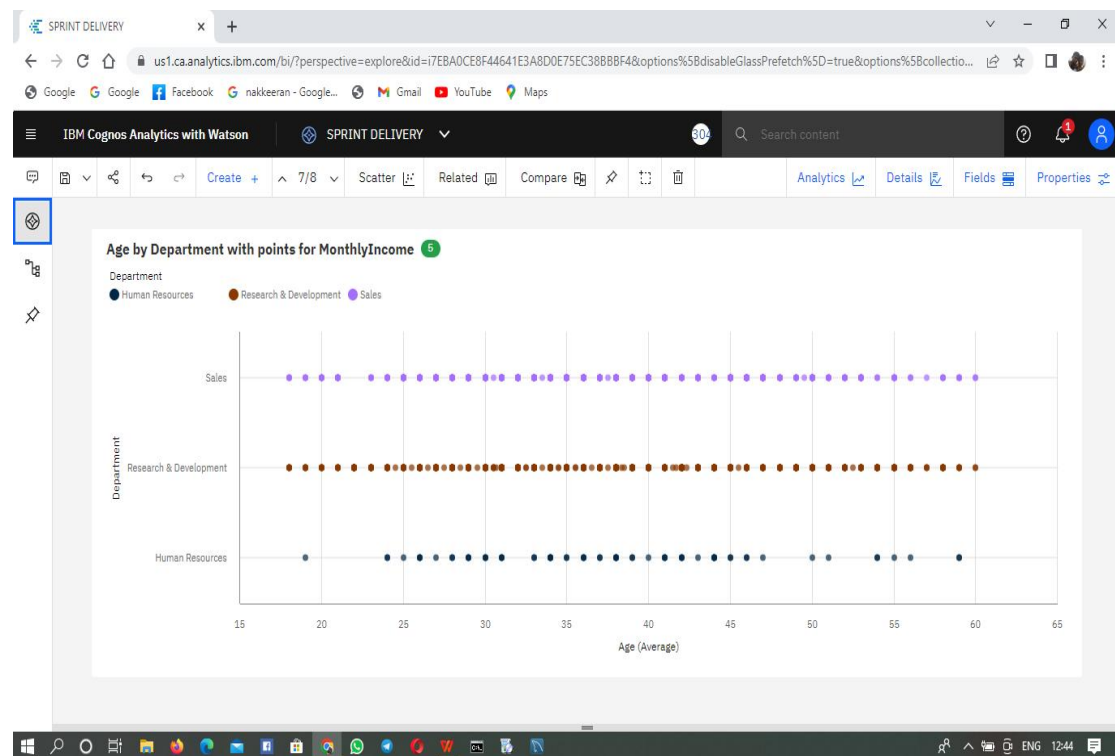 SPRINT DELIVERY
us1.ca.analytics.ibm.com/bi/?perspective=explore&id=i7EBA0CE8F44641E3A8D0E75EC38BBBF4&options%5BdisableGlassPrefetch%5D=true&options%5Bcollectio...
Google Google Facebook nakkeeran - Google... Gmail YouTube Maps
IBM Cognos Analytics with Watson SPRINT DELIVERY 304 Search content 1
Create + 7/8 Scatter Related Compare Analytics Details Fields Properties
Age by Department with points for MonthlyIncome 5
Department
Human Resources Research & Development Sales
Sales
Research & Development
Human Resources
Department
15 20 25 30 35 40 45 50 55 60 65
Age (Average)
ENG 12:44